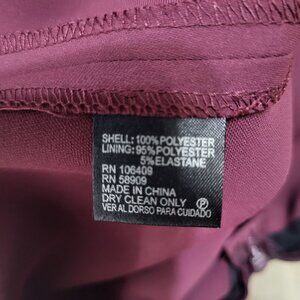 SHELL: 100% POLYESTER
LINING: 95% POLYESTER
5% ELASTANE
RN 106409
RN 58909
MADE IN CHINA
DRY CLEAN ONLY Ⓟ
VER AL DORSO PARA CUIDADO